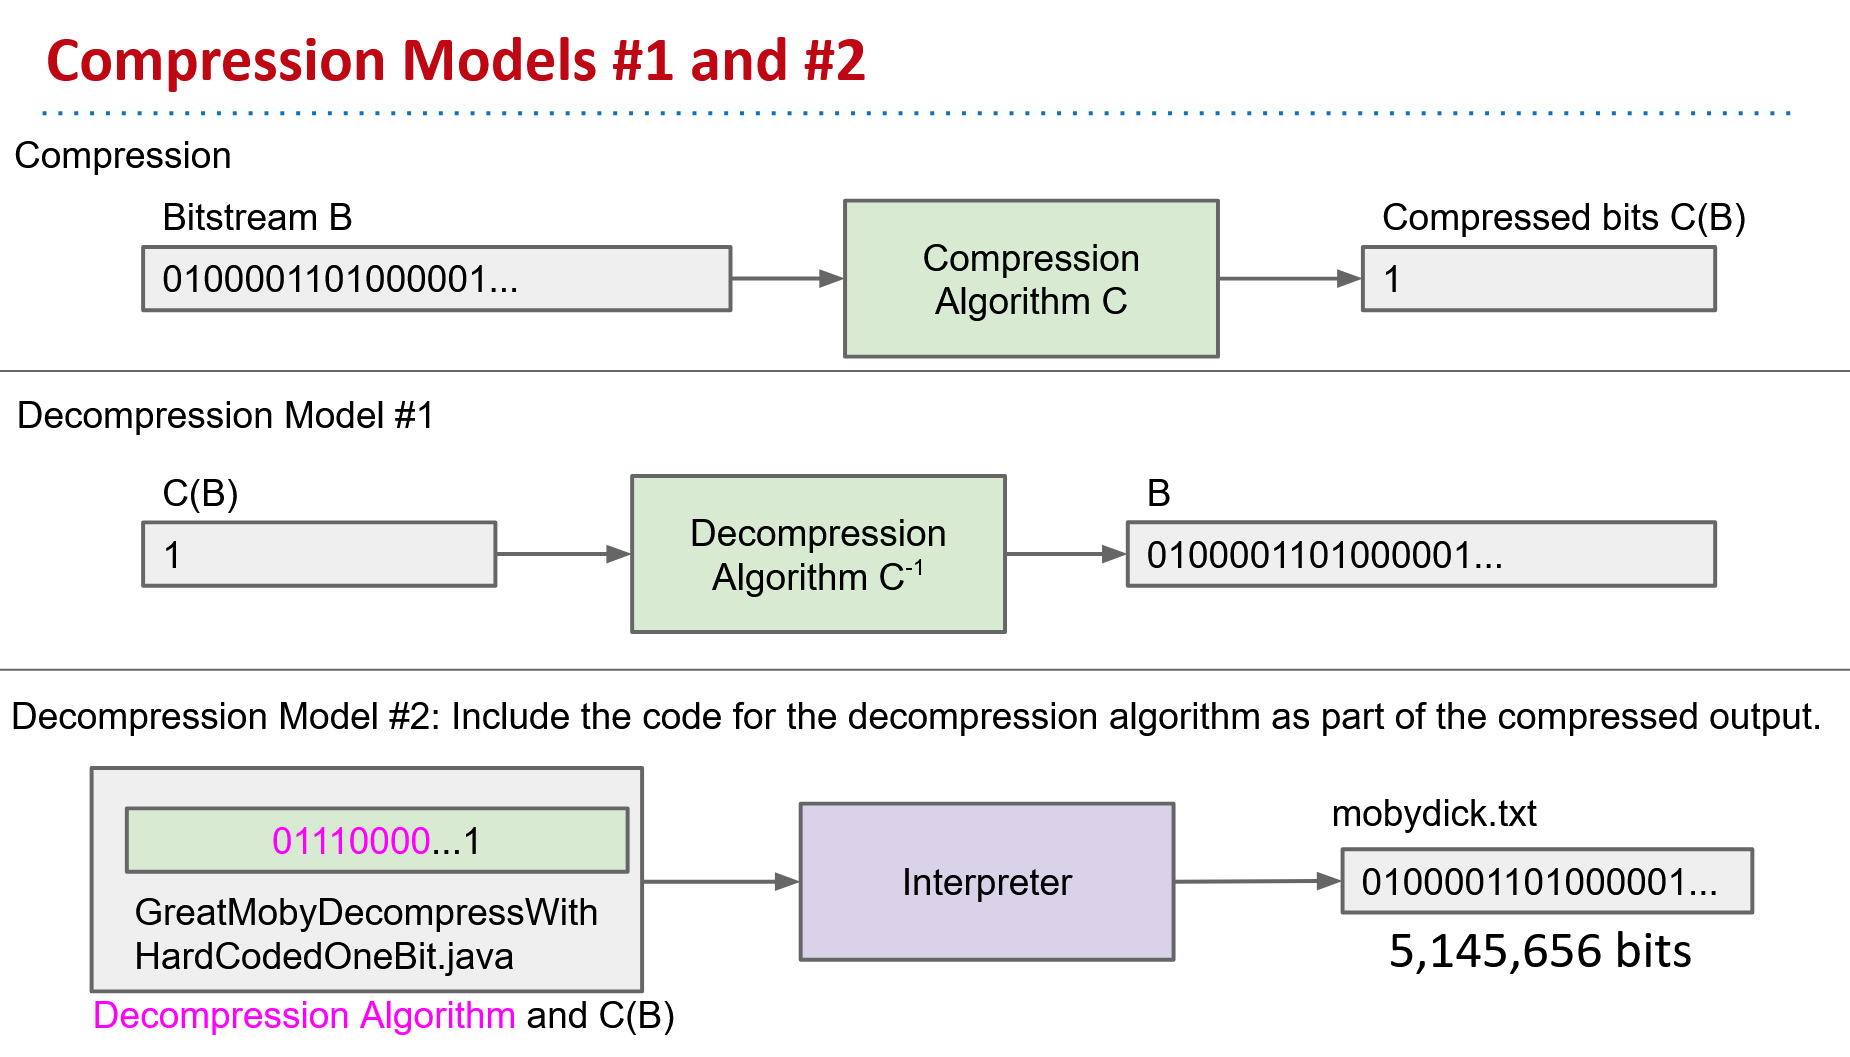 Compression Models #1 and #2
Compression
Bitstream B
0100001101000001...
Compression
Algorithm C
Compressed bits C(B)
1
Decompression Model #1
C(B)
1
Decompression
Algorithm C-1
B
0100001101000001...
Decompression Model #2: Include the code for the decompression algorithm as part of the compressed output.
01110000...1
GreatMobyDecompressWith
HardCodedOneBit.java
Decompression Algorithm and C(B)
Interpreter
mobydick.txt
0100001101000001...
5,145,656 bits